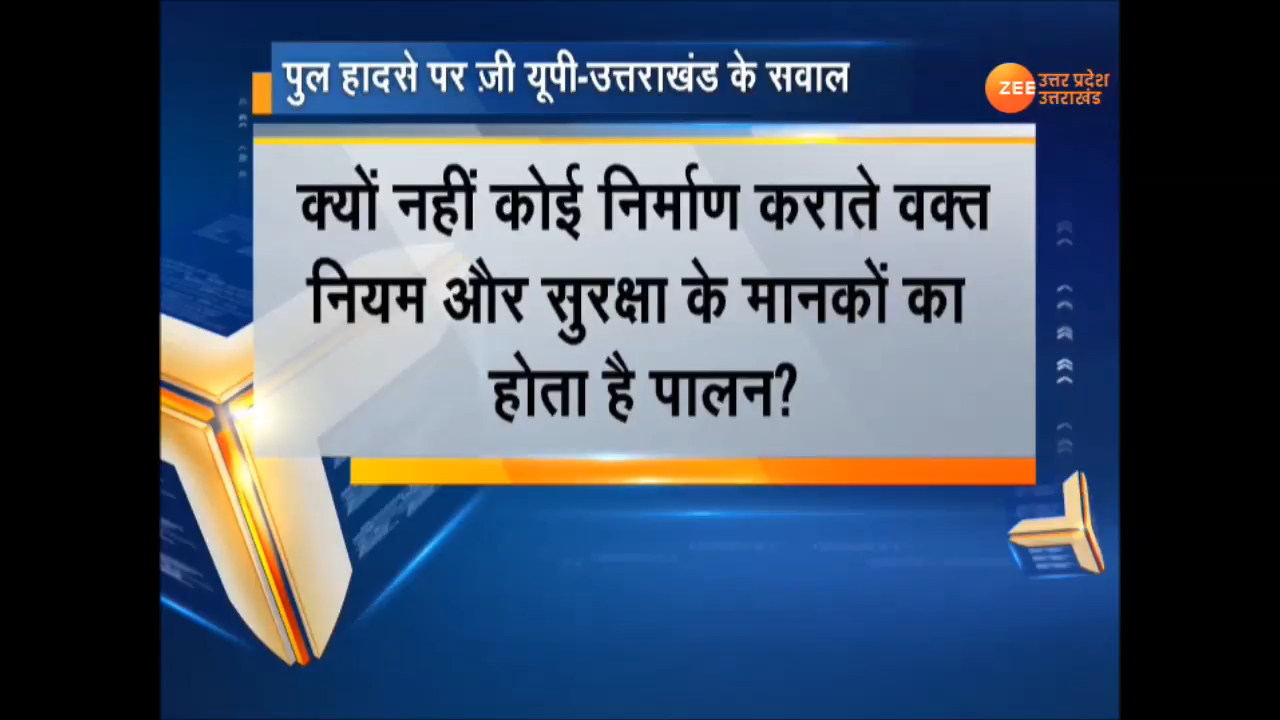 पुल हादसे पर ज़ी यूपी-उत्तराखंड के सवाल
ZEE उत्तर प्रदेश
उत्तराखंड
क्यों नहीं कोई निर्माण कराते वक्त
नियम और सुरक्षा के मानकों का
होता है पालन?